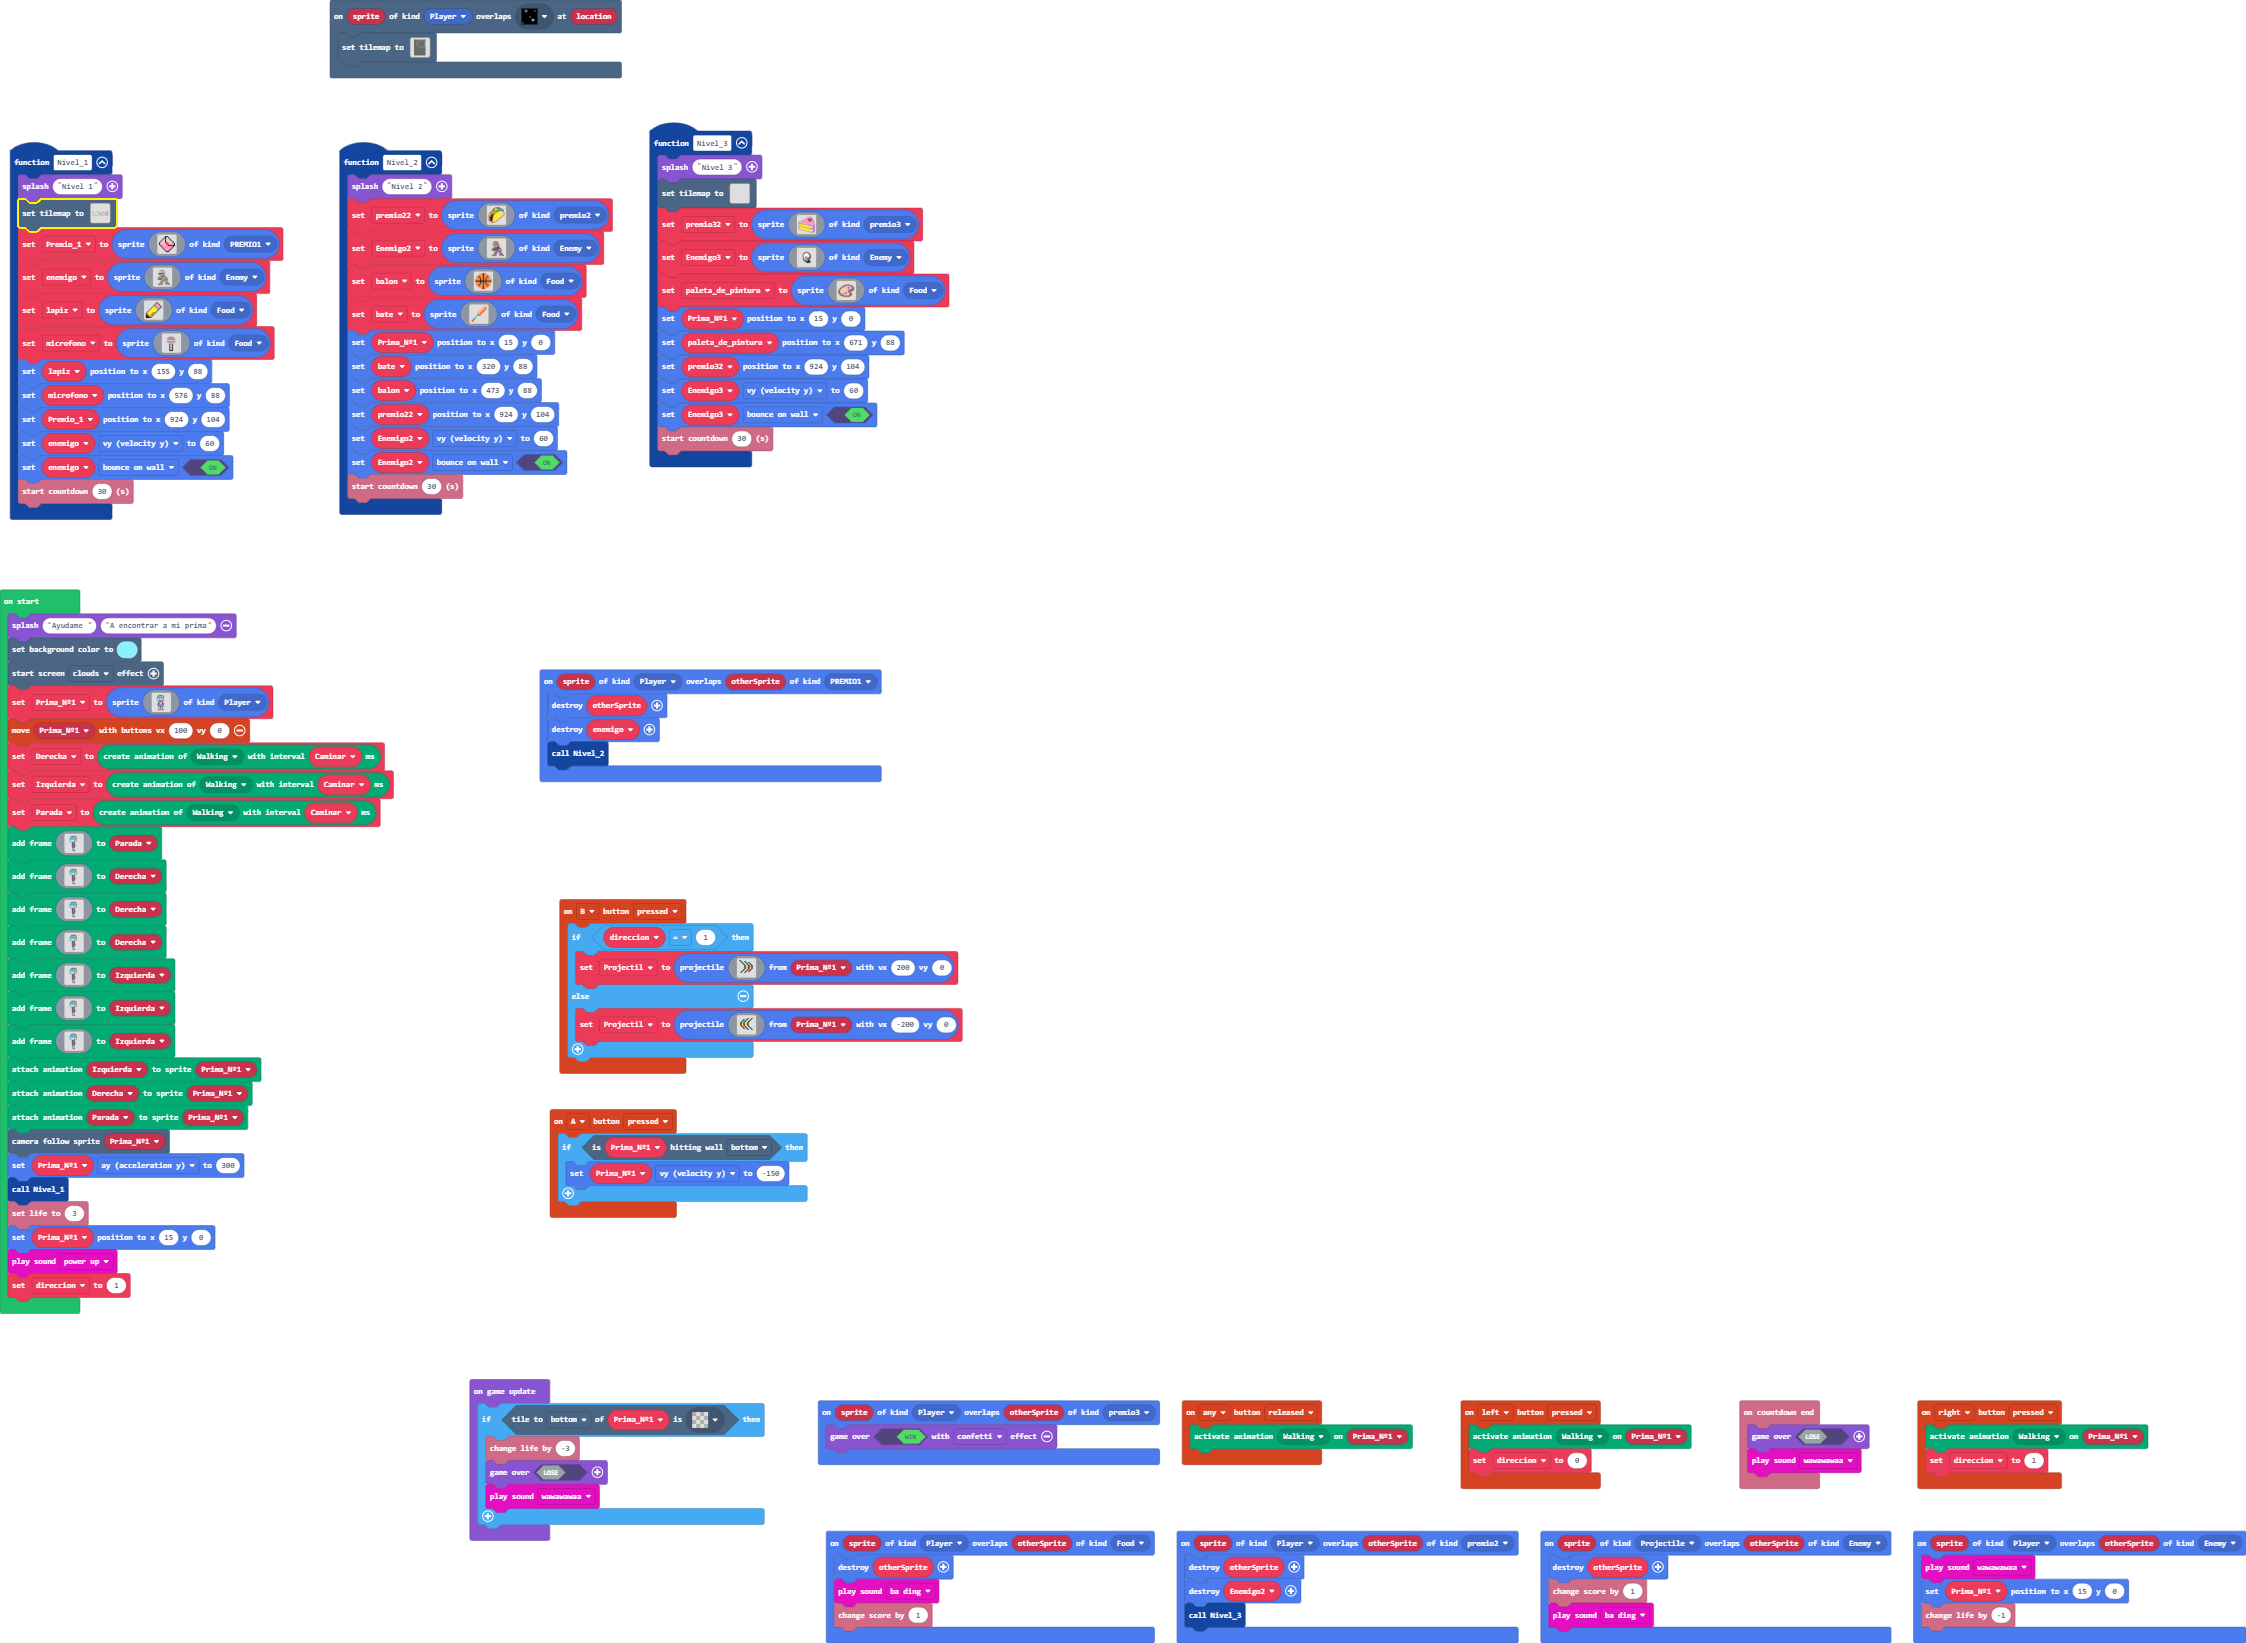 on sprite of kind Player overlaps at location
set tilemap to
function Nivel_1
splash "Nivel 1"
set tilemap to
set Premio_1 to sprite of kind PREMIO1
set enemigo to sprite of kind Enemy
set lapiz to sprite of kind Food
set microfono to sprite of kind Food
set lapiz position to x 155 y 88
set microfono position to x 576 y 88
set Premio_1 position to x 924 y 104
set enemigo vy (velocity y) to 60
set enemigo bounce on wall ON
start countdown 30 (s)
function Nivel_2
splash "Nivel 2"
set premio22 to sprite of kind premio2
set Enemigo2 to sprite of kind Enemy
set balon to sprite of kind Food
set bate to sprite of kind Food
set Prima_Nº1 position to x 15 y 0
set bate position to x 320 y 88
set balon position to x 473 y 88
set premio22 position to x 924 y 104
set Enemigo2 vy (velocity y) to 60
set Enemigo2 bounce on wall ON
start countdown 30 (s)
function Nivel_3
splash "Nivel 3"
set tilemap to
set premio32 to sprite of kind premio3
set Enemigo3 to sprite of kind Enemy
set paleta_de_pintura to sprite of kind Food
set Prima_Nº1 position to x 15 y 0
set paleta_de_pintura position to x 671 y 88
set premio32 position to x 924 y 104
set Enemigo3 vy (velocity y) to 60
set Enemigo3 bounce on wall ON
start countdown 30 (s)
on start
splash "Ayudame " "A encontrar a mi prima"
set background color to
start screen clouds effect
set Prima_Nº1 to sprite of kind Player
move Prima_Nº1 with buttons vx 100 vy 0
set Derecha to create animation of Walking with interval Caminar ms
set Izquierda to create animation of Walking with interval Caminar ms
set Parada to create animation of Walking with interval Caminar ms
add frame to Parada
add frame to Derecha
add frame to Derecha
add frame to Derecha
add frame to Izquierda
add frame to Izquierda
add frame to Izquierda
attach animation Izquierda to sprite Prima_Nº1
attach animation Derecha to sprite Prima_Nº1
attach animation Parada to sprite Prima_Nº1
camera follow sprite Prima_Nº1
set Prima_Nº1 ay (acceleration y) to 300
call Nivel_1
set life to 3
set Prima_Nº1 position to x 15 y 0
play sound power up
set direccion to 1
on sprite of kind Player overlaps otherSprite of kind PREMIO1
destroy otherSprite
destroy enemigo
call Nivel_2
on B button pressed
if direccion = 1 then
set Projectil to projectile from Prima_Nº1 with vx 200 vy 0
else
set Projectil to projectile from Prima_Nº1 with vx -200 vy 0
on A button pressed
if is Prima_Nº1 hitting wall bottom then
set Prima_Nº1 vy (velocity y) to -150
on game update
if tile to bottom of Prima_Nº1 is then
change life by -3
game over LOSE
play sound wawawawaa
on sprite of kind Player overlaps otherSprite of kind premio3
game over WIN with confetti effect
on any button released
activate animation Walking on Prima_Nº1
on left button pressed
activate animation Walking on Prima_Nº1
set direccion to 0
on countdown end
game over LOSE
play sound wawawawaa
on right button pressed
activate animation Walking on Prima_Nº1
set direccion to 1
on sprite of kind Player overlaps otherSprite of kind Food
destroy otherSprite
play sound ba ding
change score by 1
on sprite of kind Player overlaps otherSprite of kind premio2
destroy otherSprite
destroy Enemigo2
call Nivel_3
on sprite of kind Projectile overlaps otherSprite of kind Enemy
destroy otherSprite
change score by 1
play sound ba ding
on sprite of kind Player overlaps otherSprite of kind Enemy
play sound wawawawaa
set Prima_Nº1 position to x 15 y 0
change life by -1